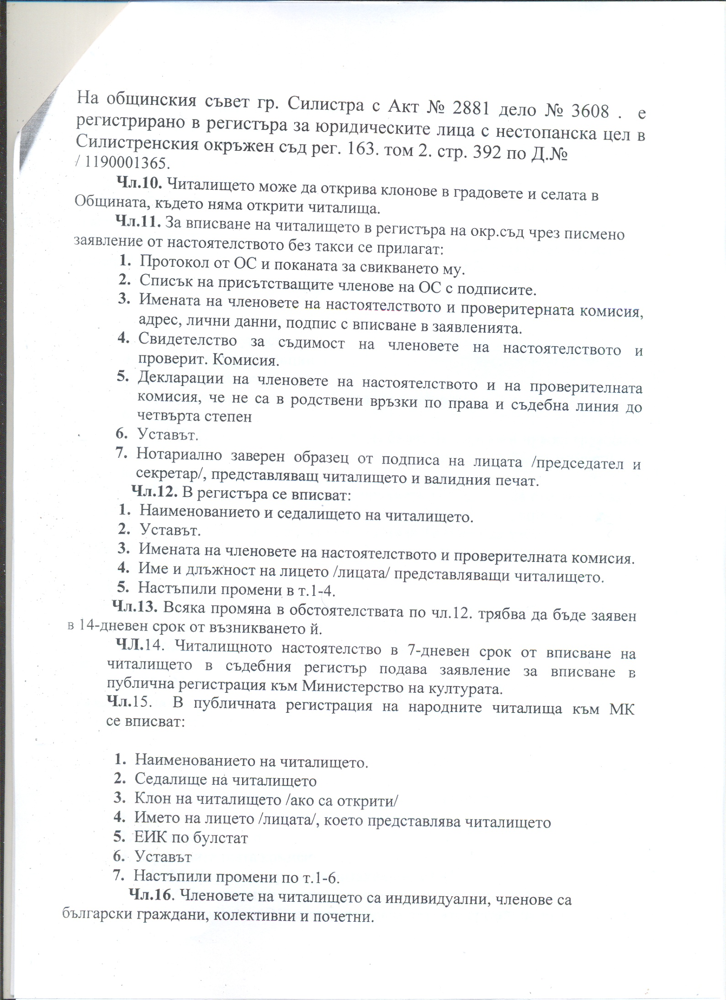 На общинския съвет гр. Силистра с Акт № 2881 дело № 3608 . е
регистрирано в регистъра за юридическите лица с нестопанска цел в
Силистренския окръжен съд рег. 163. том 2. стр. 392 по Д.№
/ 1190001365.
Чл.10. Читалището може да открива клонове в градовете и селата в
Общината, където няма открити читалища.
Чл.11. За вписване на читалището в регистъра на окр.съд чрез писмено
заявление от настоятелството без такси се прилагат:
1. Протокол от ОС и поканата за свикването му.
2. Списък на присътстващите членове на ОС с подписите.
3. Имената на членовете на настоятелството и проверитерната комисия,
адрес, лични данни, подпис с вписване в заявленията.
4. Свидетелство за съдимост на членовете на настоятелството и
проверит. Комисия.
5. Декларации на членовете на настоятелството и на проверителната
комисия, че не са в родствени връзки по права и съдебна линия до
четвърта степен
6. Уставът.
7. Нотариално заверен образец от подписа на лицата /председател и
секретар/, представляващ читалището и валидния печат.
Чл.12. В регистъра се вписват:
1. Наименованието и седалището на читалището.
2. Уставът.
3. Имената на членовете на настоятелството и проверителната комисия.
4. Име и длъжност на лицето /лицата/ представляващи читалището.
5. Настъпили промени в т.1-4.
Чл.13. Всяка промяна в обстоятелствата по чл.12. трябва да бъде заявен
в 14-дневен срок от възникването й.
ЧЛ.14. Читалищното настоятелство в 7-дневен срок от вписване на
читалището в съдебния регистър подава заявление за вписване в
публична регистрация към Министерство на културата.
Чл.15. В публичната регистрация на народните читалища към МК
се вписват:
1. Наименованието на читалището.
2. Седалище на читалището
3. Клон на читалището /ако са открити/
4. Името на лицето /лицата/, което представлява читалището
5. ЕИК по булстат
6. Уставът
7. Настъпили промени по т.1-6.
Чл.16. Членовете на читалището са индивидуални, членове са
български граждани, колективни и почетни.